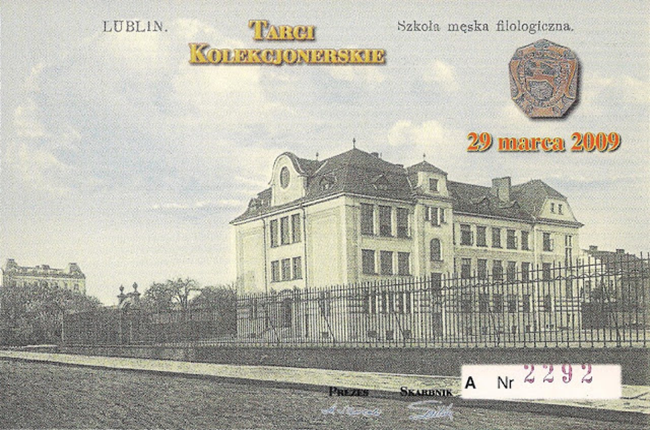 LUBLIN.
TARGI
KOLEKCJONERSKIE
Szkoła męska filologiczna.
29 marca 2009
PREZES SKARBNIK
A Nr 2292